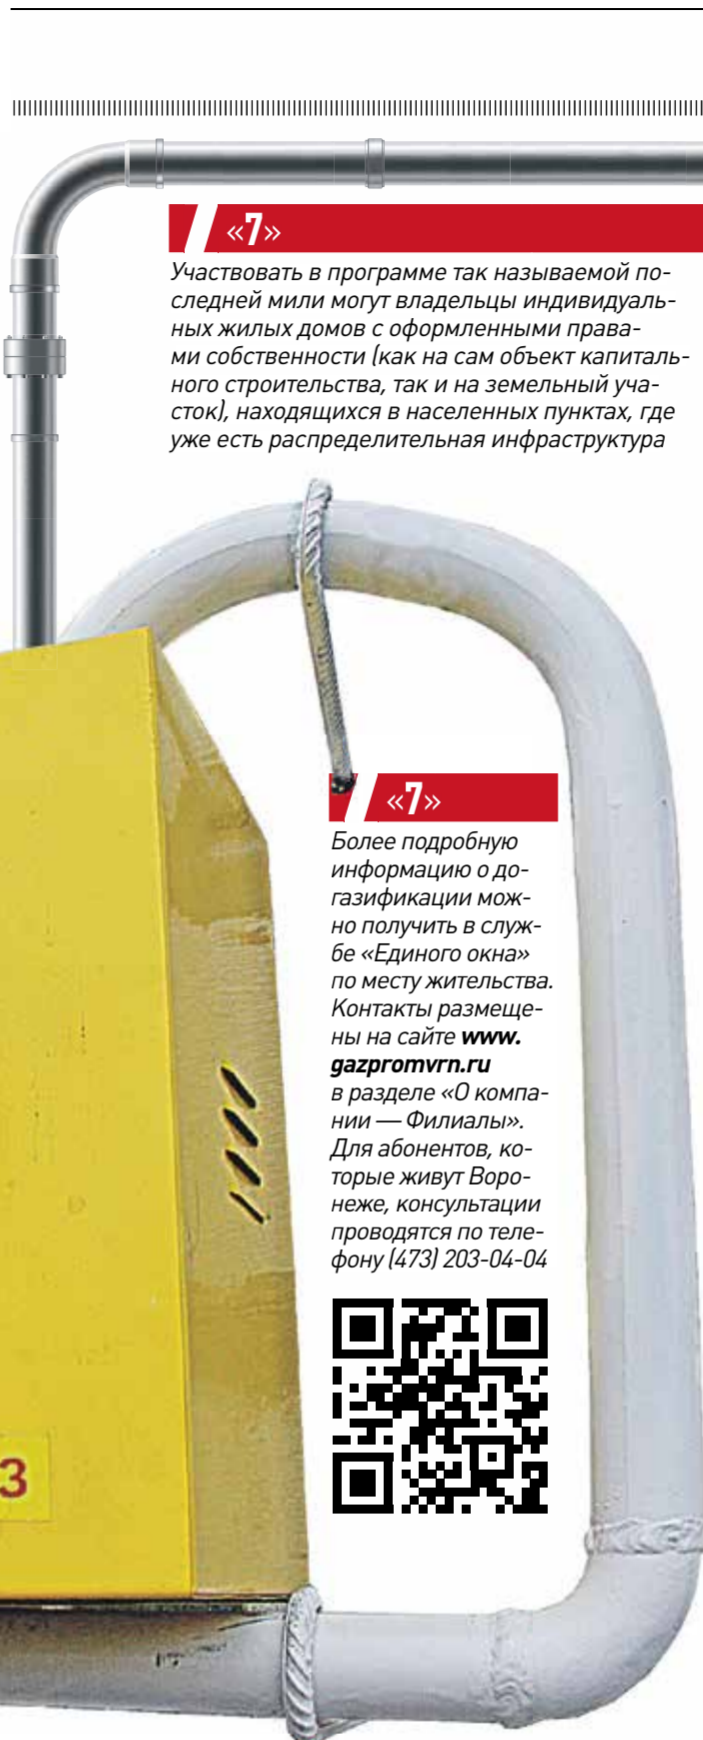 «7»
Участвовать в программе так называемой по-
следней мили могут владельцы индивидуаль-
ных жилых домов с оформленными права-
ми собственности (как на сам объект капиталь-
ного строительства, так и на земельный уча-
сток), находящихся в населенных пунктах, где
уже есть распределительная инфраструктура
«7»
Более подробную
информацию о до-
газификации мож-
но получить в служ-
бе «Единого окна»
по месту жительства.
Контакты размеще-
ны на сайте www.
gazpromvrn.ru
в разделе «О компа-
нии — Филиалы».
Для абонентов, ко-
торые живут Воро-
неже, консультации
проводятся по теле-
фону (473) 203-04-04
3